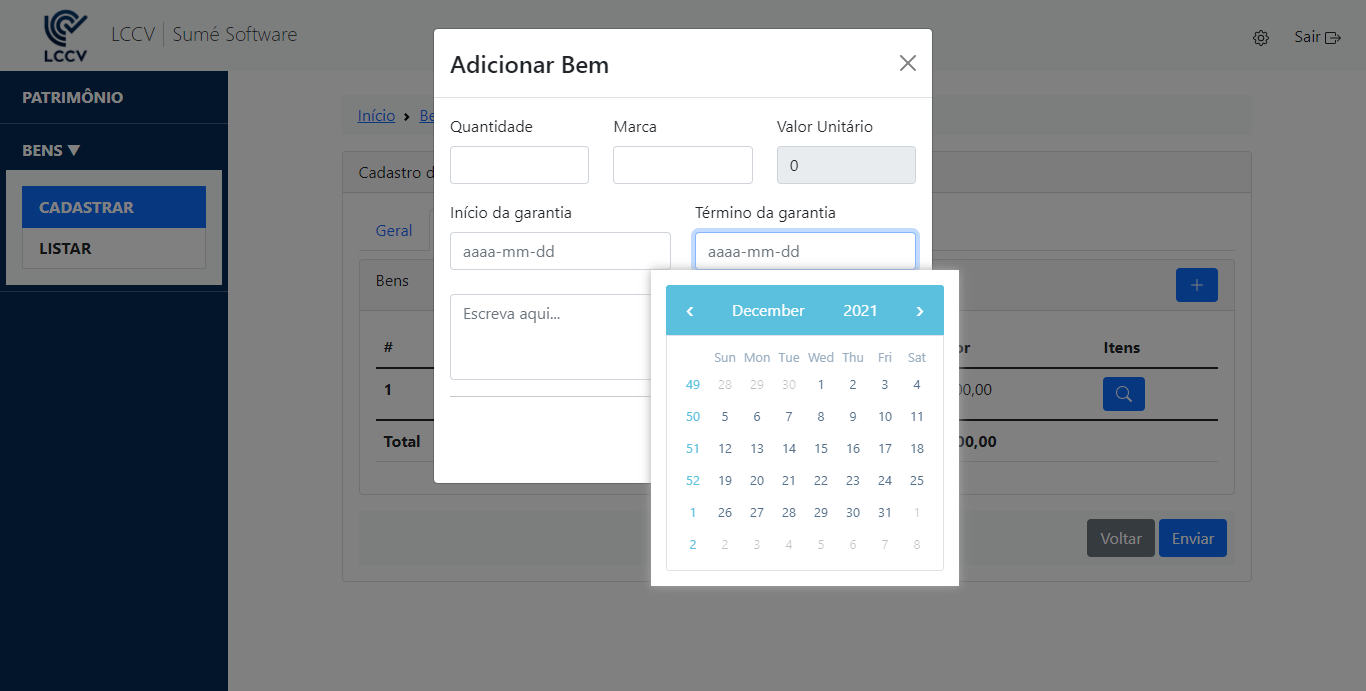 LCCV
LCCV | Sumé Software
Sair
PATRIMÔNIO
BENS ▼
CADASTRAR
LISTAR
Início › Be
Cadastro d
Geral
Bens
+
# or Itens
1 00,00
Total 00,00
Voltar Enviar
Adicionar Bem
Quantidade Marca Valor Unitário
0
Início da garantia Término da garantia
aaaa-mm-dd aaaa-mm-dd
Escreva aqui...
‹ December 2021 ›
Sun Mon Tue Wed Thu Fri Sat
49 28 29 30 1 2 3 4
50 5 6 7 8 9 10 11
51 12 13 14 15 16 17 18
52 19 20 21 22 23 24 25
1 26 27 28 29 30 31 1
2 2 3 4 5 6 7 8